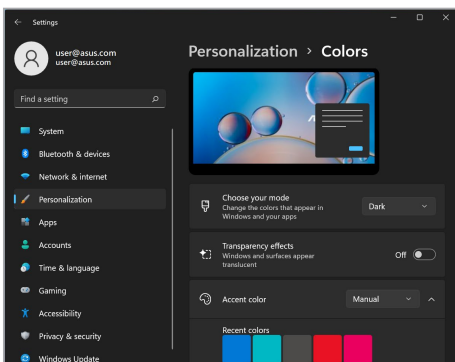 Settings
user@asus.com
user@asus.com
Find a setting
System
Bluetooth & devices
Network & internet
Personalization
Apps
Accounts
Time & language
Gaming
Accessibility
Privacy & security
Windows Update
Personalization > Colors
Choose your mode
Change the colors that appear in
Windows and your apps
Dark
Transparency effects
Windows and surfaces appear
translucent
Off
Accent color
Manual
Recent colors